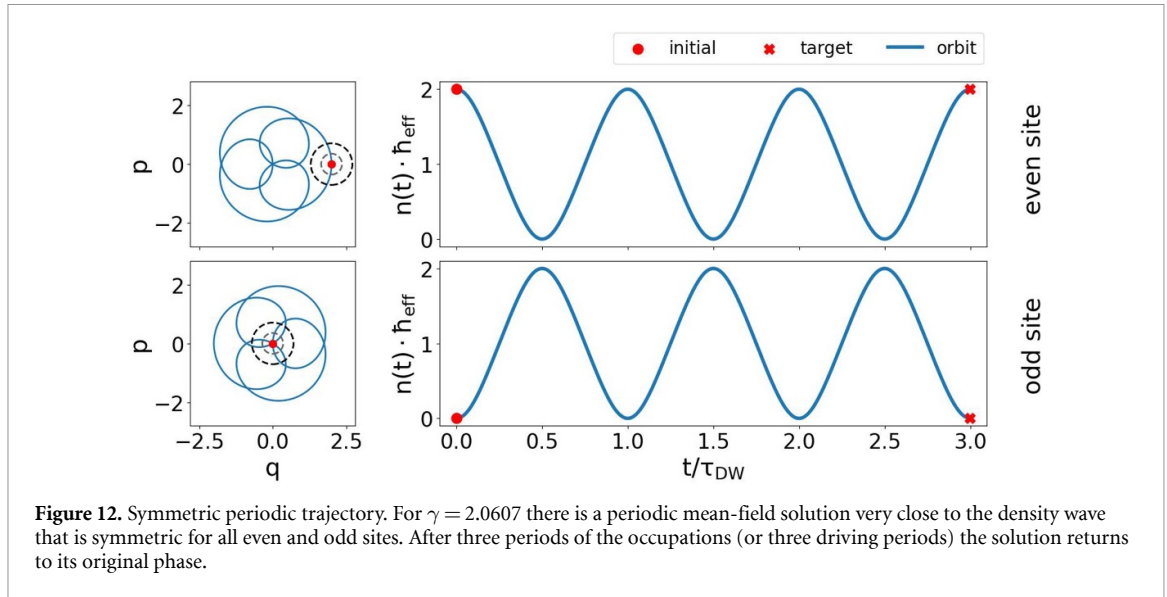 initial target orbit
2
0
−2
p
2
1
0
n(t) · ħeff
even site
2
0
−2
p
−2.5 0.0 2.5
q
2
1
0
n(t) · ħeff
0.0 0.5 1.0 1.5 2.0 2.5 3.0
t/τDW
odd site
Figure 12. Symmetric periodic trajectory. For γ = 2.0607 there is a periodic mean-field solution very close to the density wave
that is symmetric for all even and odd sites. After three periods of the occupations (or three driving periods) the solution returns
to its original phase.